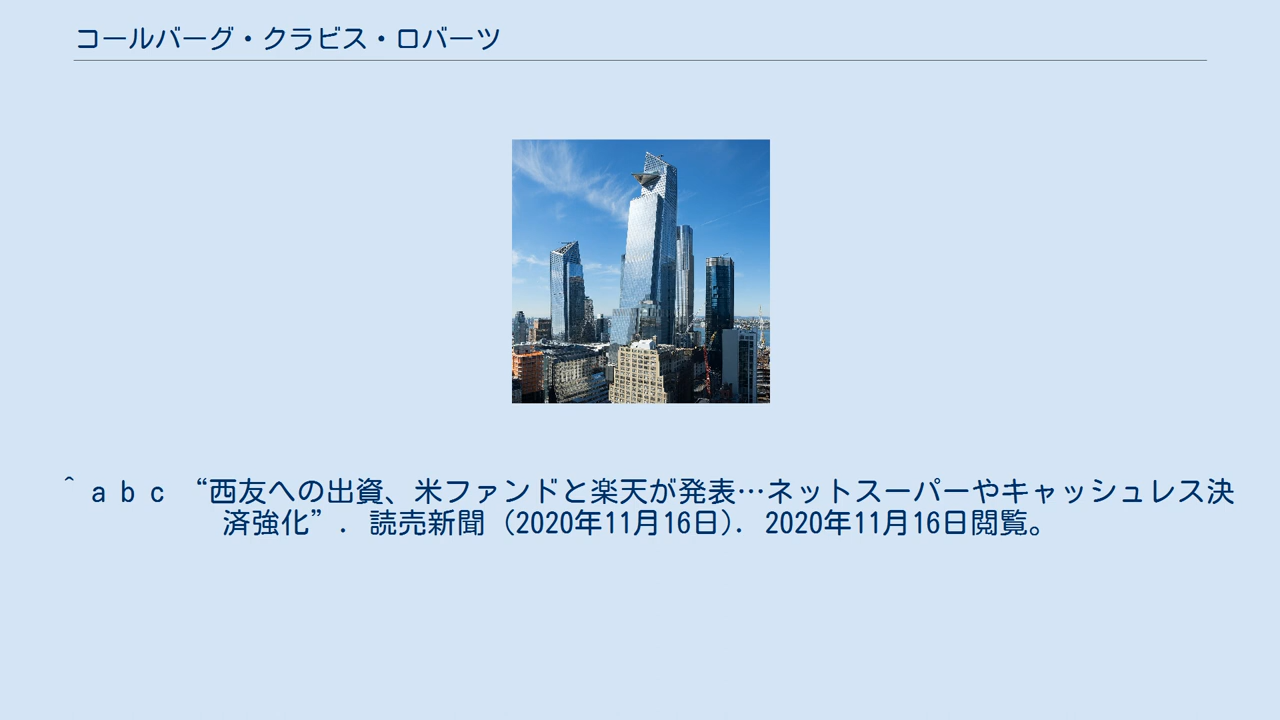 コールバーグ・クラビス・ロバーツ
^ a b c “西友への出資、米ファンドと楽天が発表…ネットスーパーやキャッシュレス決
済強化”. 読売新聞 (2020年11月16日). 2020年11月16日閲覧。